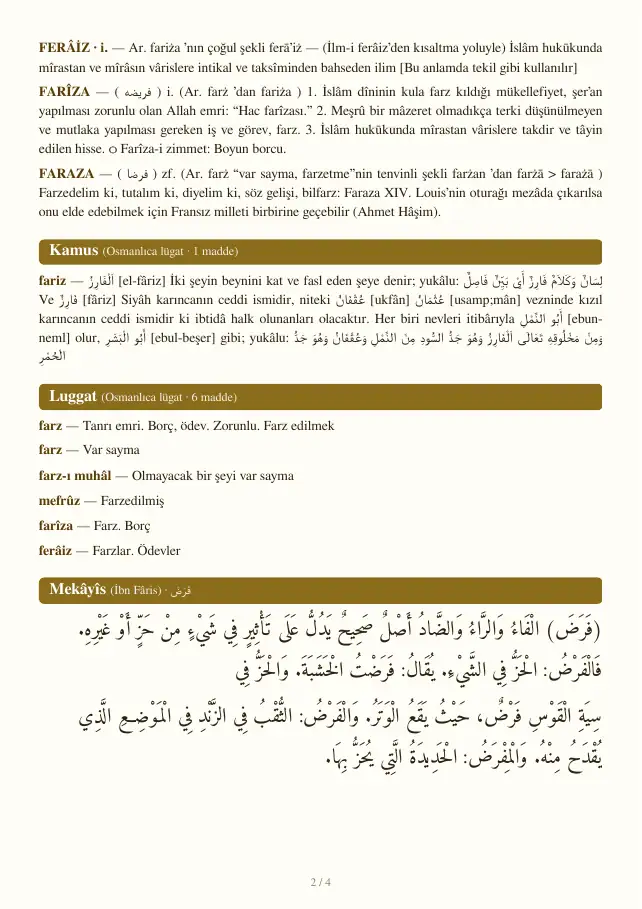 FERÂİZ · i. — Ar. fariża ’nın çoğul şekli ferā’iż — (İlm-i ferâiz’den kısaltma yoluyle) İslâm hukūkunda
mîrastan ve mîrâsın vârislere intikal ve taksîminden bahseden ilim [Bu anlamda tekil gibi kullanılır]
FARÎZA — ( فريضه ) i. (Ar. farż ’dan fariża ) 1. İslâm dîninin kula farz kıldığı mükellefiyet, şer’an
yapılması zorunlu olan Allah emri: “Hac farîzası.” 2. Meşrû bir mâzeret olmadıkça terki düşünülmeyen
ve mutlaka yapılması gereken iş ve görev, farz. 3. İslâm hukūkunda mîrastan vârislere takdir ve tâyin
edilen hisse. ѻ Farîza-i zimmet: Boyun borcu.
FARAZA — ( فرضا ) zf. (Ar. farż “var sayma, farzetme”nin tenvinli şekli farżan ’dan farżā > farażā )
Farzedelim ki, tutalım ki, diyelim ki, söz gelişi, bilfarz: Faraza XIV. Louis’nin oturağı mezâda çıkarılsa
onu elde edebilmek için Fransız milleti birbirine geçebilir (Ahmet Hâşim).
Kamus (Osmanlıca lügat · 1 madde)
fariz — اَلْفَارِزُ [el-fâriz] İki şeyin beynini kat ve fasl eden şeye denir; yukâlu: لِسَانٌ وَكَلَامٌ فَارِزٌ أَيْ بَيِّنٌ فَاصِلٌ
Ve فَارِزٌ [fâriz] Siyâh karıncanın ceddi ismidir, niteki عُقْفَانُ [ukfân] عُثْمَانُ [usamp;mân] vezninde kızıl
karıncanın ceddi ismidir ki ibtidâ halk olunanları olacaktır. Her biri nevleri itibârıyla أَبُو النَّمْلِ [ebun-
neml] olur, أَبُو الْبَشَرِ [ebul-beşer] gibi; yukâlu: وَمِنْ مَخْلُوقِهِ تَعَالَى اَلْفَارِزُ وَهُوَ جَدُّ السُّودِ مِنَ النَّمْلِ وَعُقْفَانُ وَهُوَ جَدُّ
الْحُمْرِ
Luggat (Osmanlıca lügat · 6 madde)
farz — Tanrı emri. Borç, ödev. Zorunlu. Farz edilmek
farz — Var sayma
farz-ı muhâl — Olmayacak bir şeyi var sayma
mefrûz — Farzedilmiş
farîza — Farz. Borç
ferâiz — Farzlar. Ödevler
Mekâyîs (İbn Fâris) · فَرَضَ
(فَرَضَ) الْفَاءُ وَالرَّاءُ وَالضَّادُ أَصْلٌ صَحِيحٌ يَدُلُّ عَلَى تَأْثِيرٍ فِي شَيْءٍ مِنْ حَزٍّ أَوْ غَيْرِهِ.
فَالْفَرْضُ: الْحَزُّ فِي الشَّيْءِ. يُقَالُ: فَرَضْتُ الْخَشَبَةَ. وَالْحَزُّ فِي
سِيَةِ الْقَوْسِ فَرْضٌ، حَيْثُ يَقَعُ الْوَتَرُ. وَالْفَرْضُ: الثُّقْبُ فِي الزَّنْدِ فِي الْمَوْضِعِ الَّذِي
يُقْدَحُ مِنْهُ. وَالْمِفْرَضُ: الْحَدِيدَةُ الَّتِي يُحَزُّ بِهَا.
2 / 4